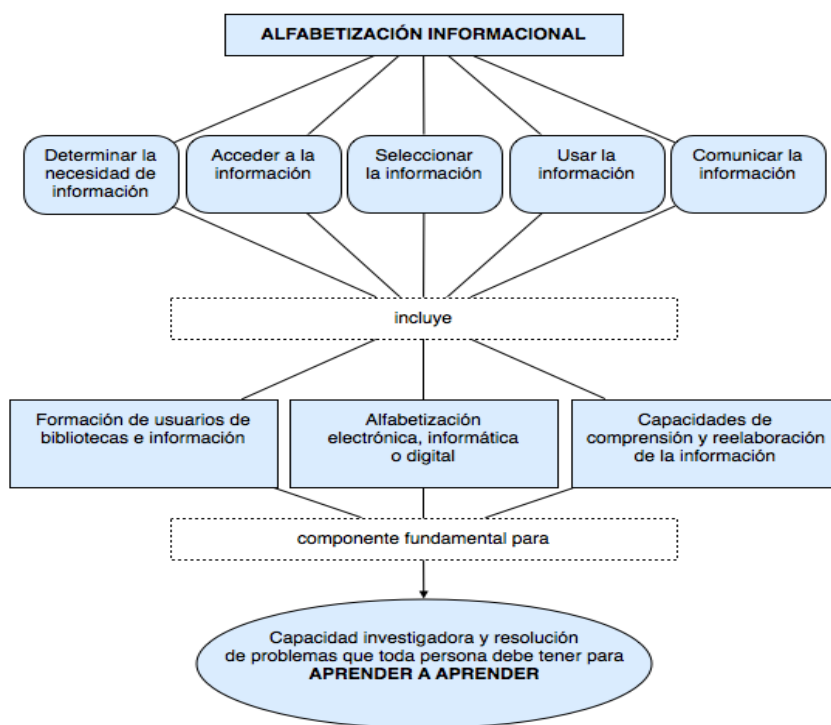 ALFABETIZACIÓN INFORMACIONAL
Determinar la
necesidad de
información
Acceder a la
información
Seleccionar
la información
Usar la
información
Comunicar la
información
incluye
Formación de usuarios de
bibliotecas e información
Alfabetización
electrónica, informática
o digital
Capacidades de
comprensión y reelaboración
de la información
componente fundamental para
Capacidad investigadora y resolución
de problemas que toda persona debe tener para
APRENDER A APRENDER